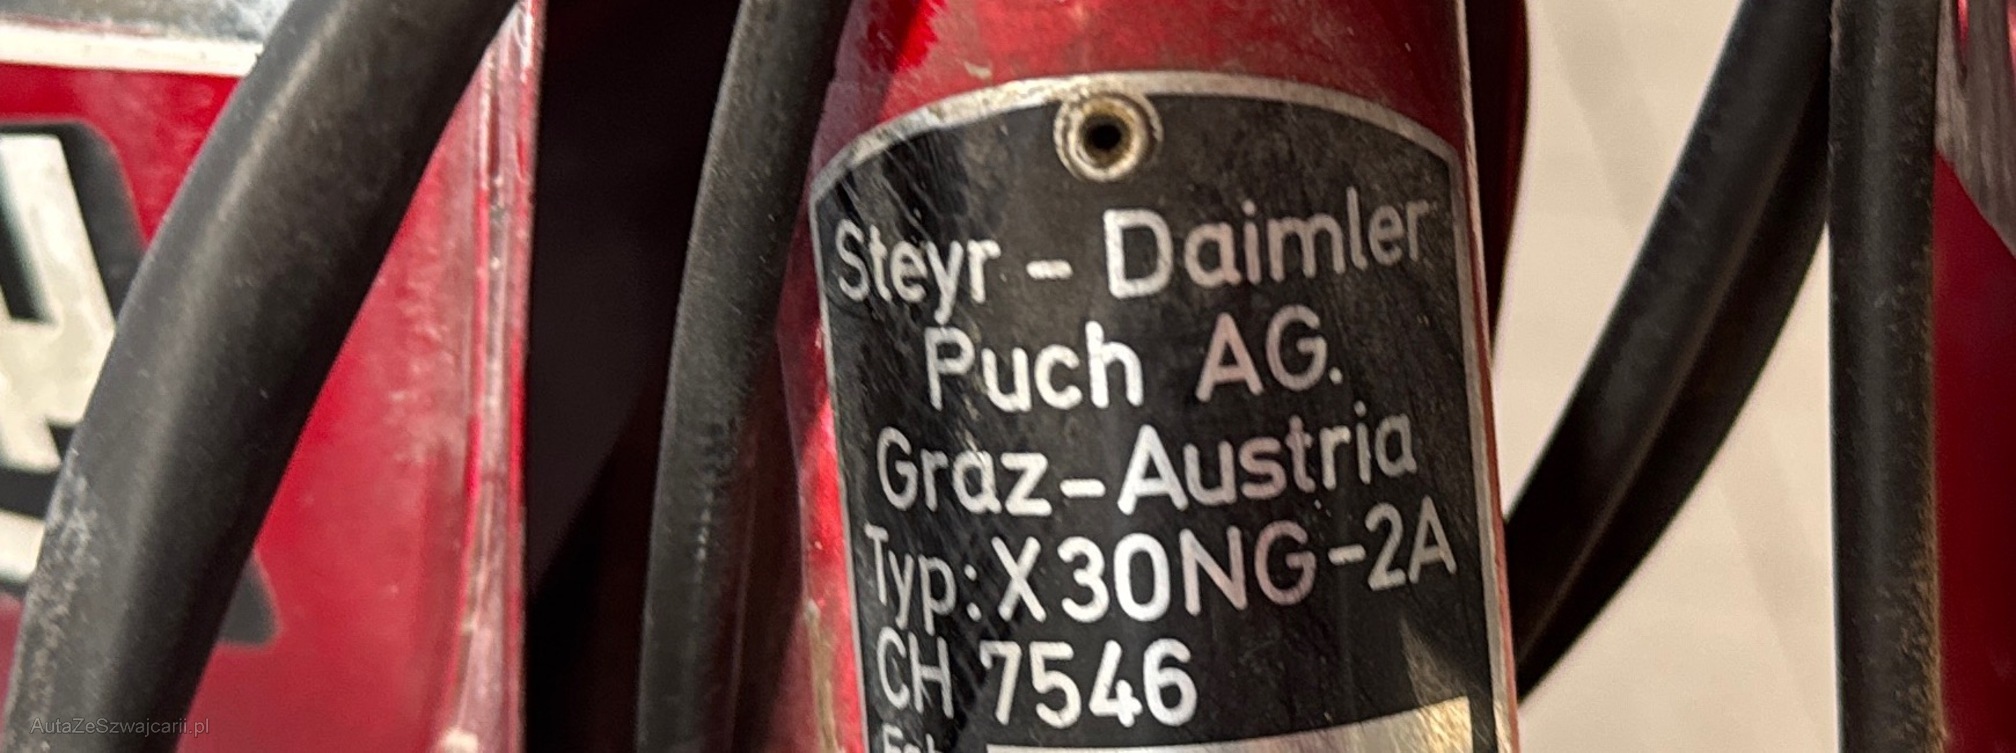 Steyr - Daimler
Puch AG.
Graz-Austria
Typ: X30NG-2A
CH 7546
AutaZeSzwajcarii.pl